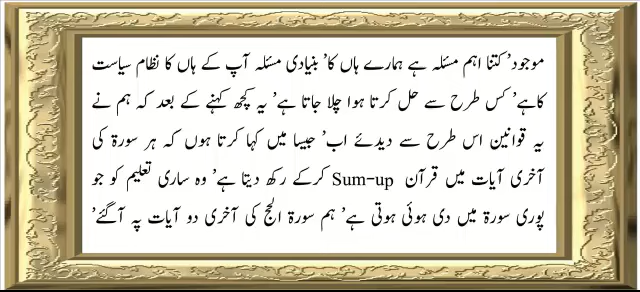 موجود’ کتنا اہم مسئلہ ہے ہمارے ہاں کا’ بنیادی مسئلہ آپ کے ہاں کا نظام سیاست
کاہے’ کس طرح سے حل کرتا ہوا چلا جاتا ہے’ یہ کچھ کہنے کے بعد کہ ہم نے
یہ قوانین اس طرح سے دیدئے اب’ جیسا میں کہا کرتا ہوں کہ ہر سورۃ کی
آخری آیات میں قرآن Sum-up کرکے رکھ دیتا ہے’ وہ ساری تعلیم کو جو
پوری سورۃ میں دی ہوئی ہوتی ہے’ ہم سورۃ الحج کی آخری دو آیات پہ آگئے’